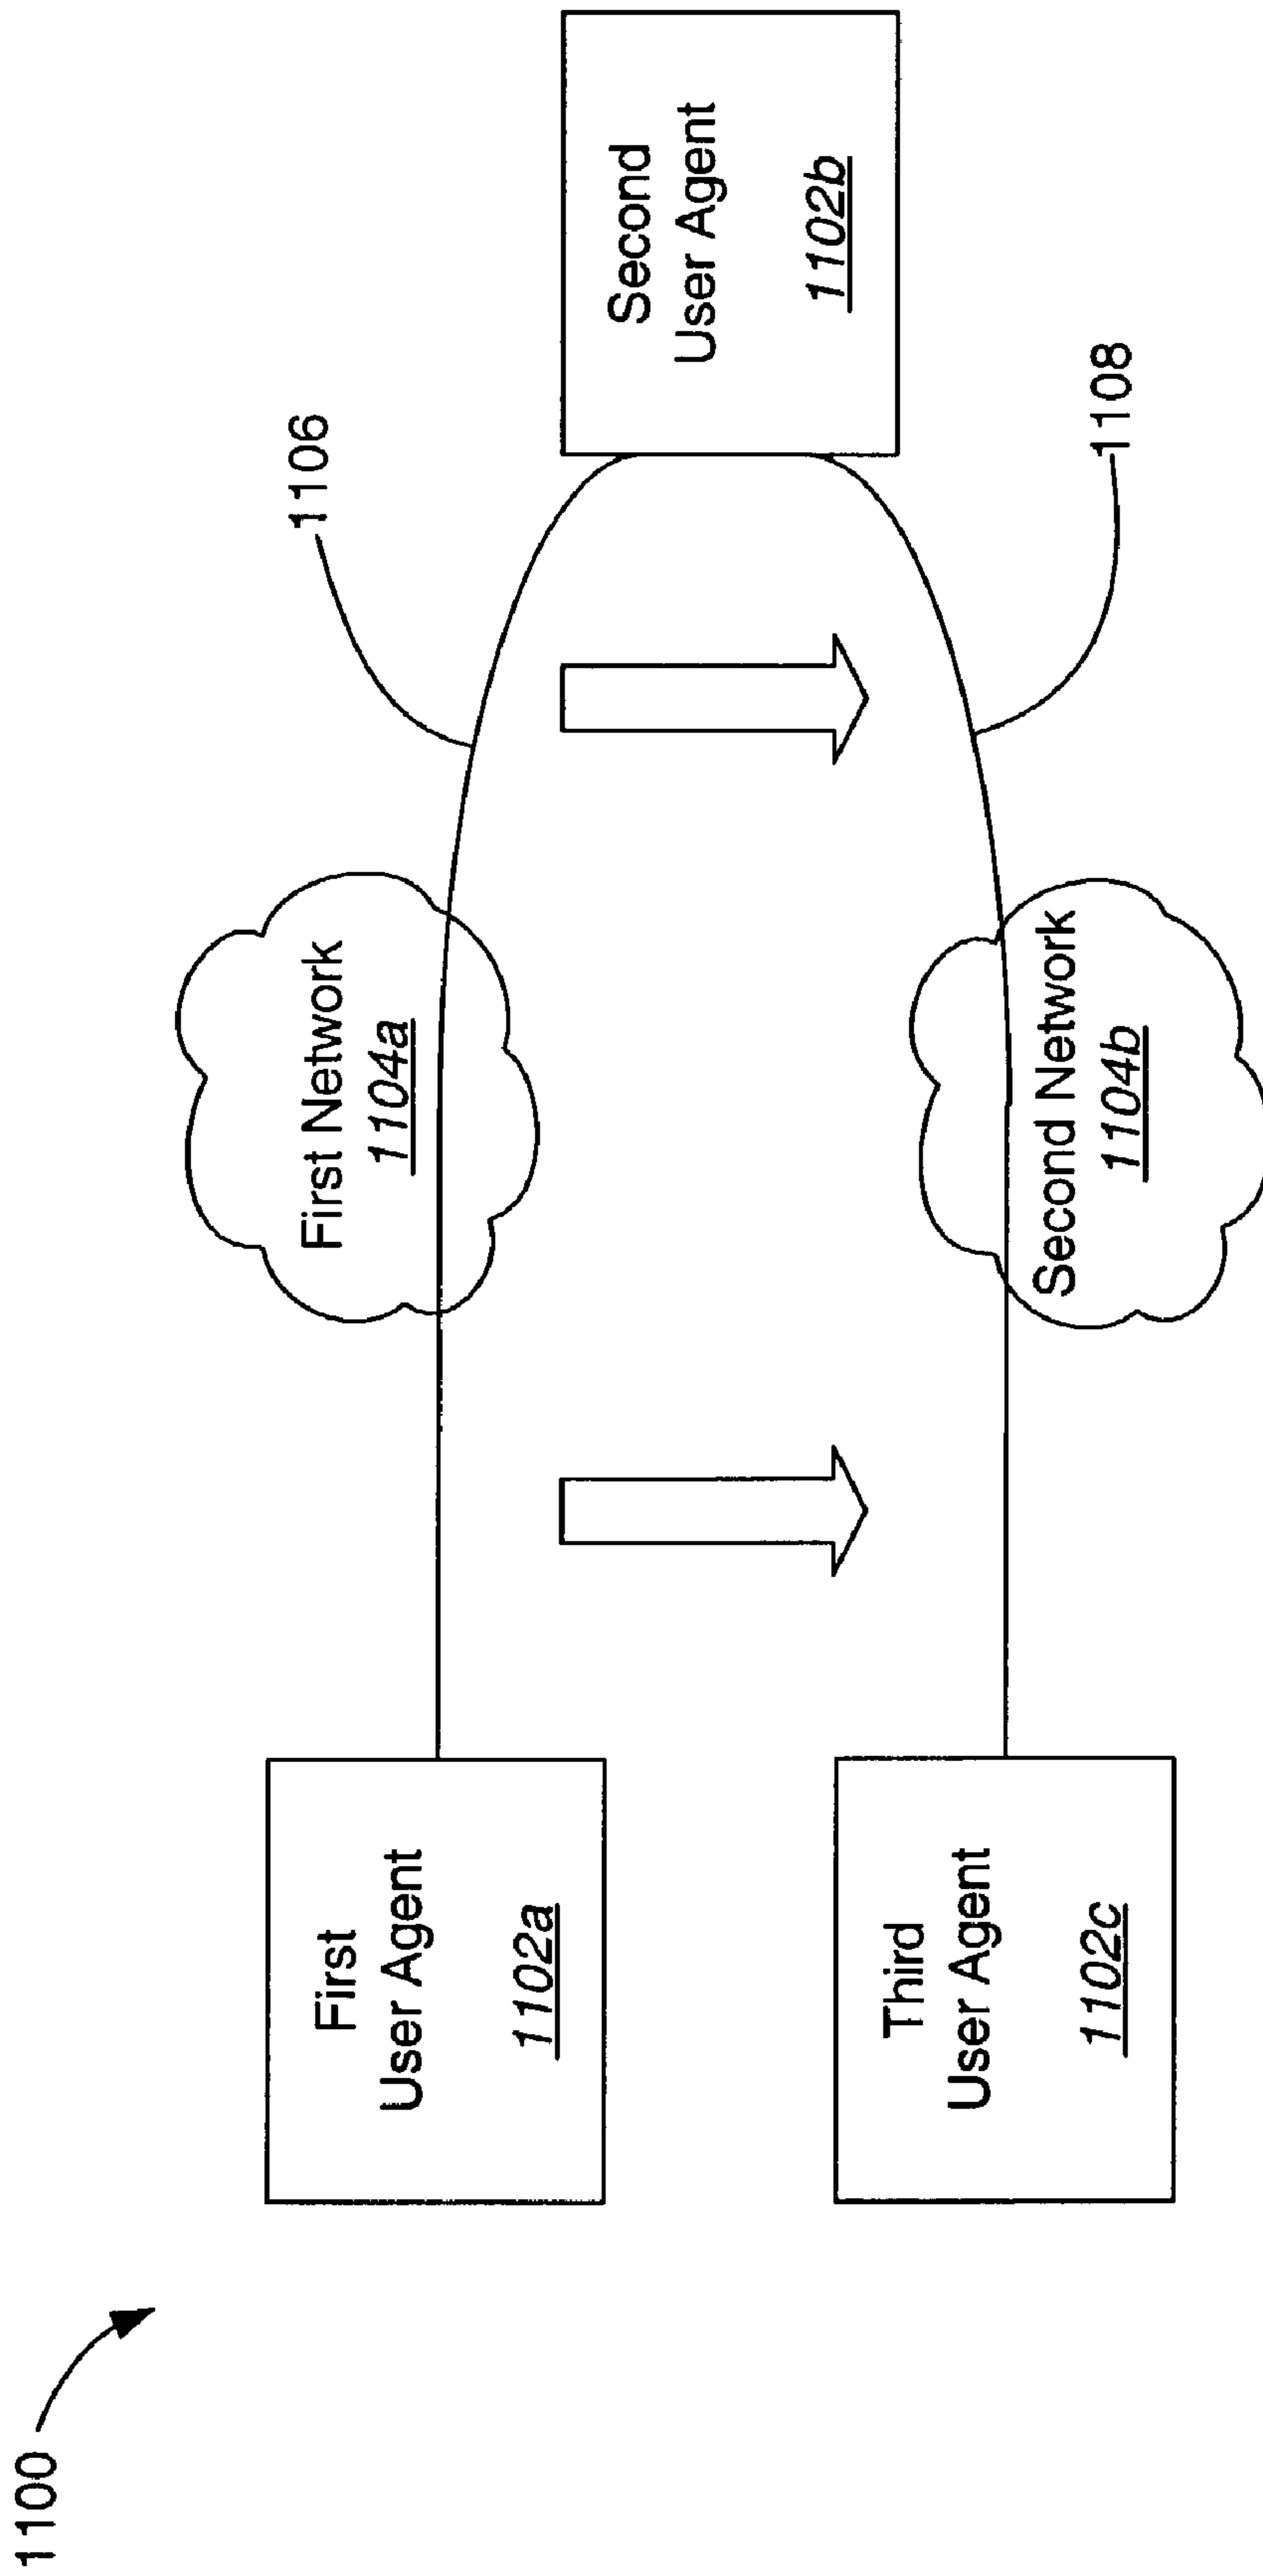 1100
First
User Agent
1102a
First Network
1104a
1106
Second
User Agent
1102b
Third
User Agent
1102c
Second Network
1104b
1108